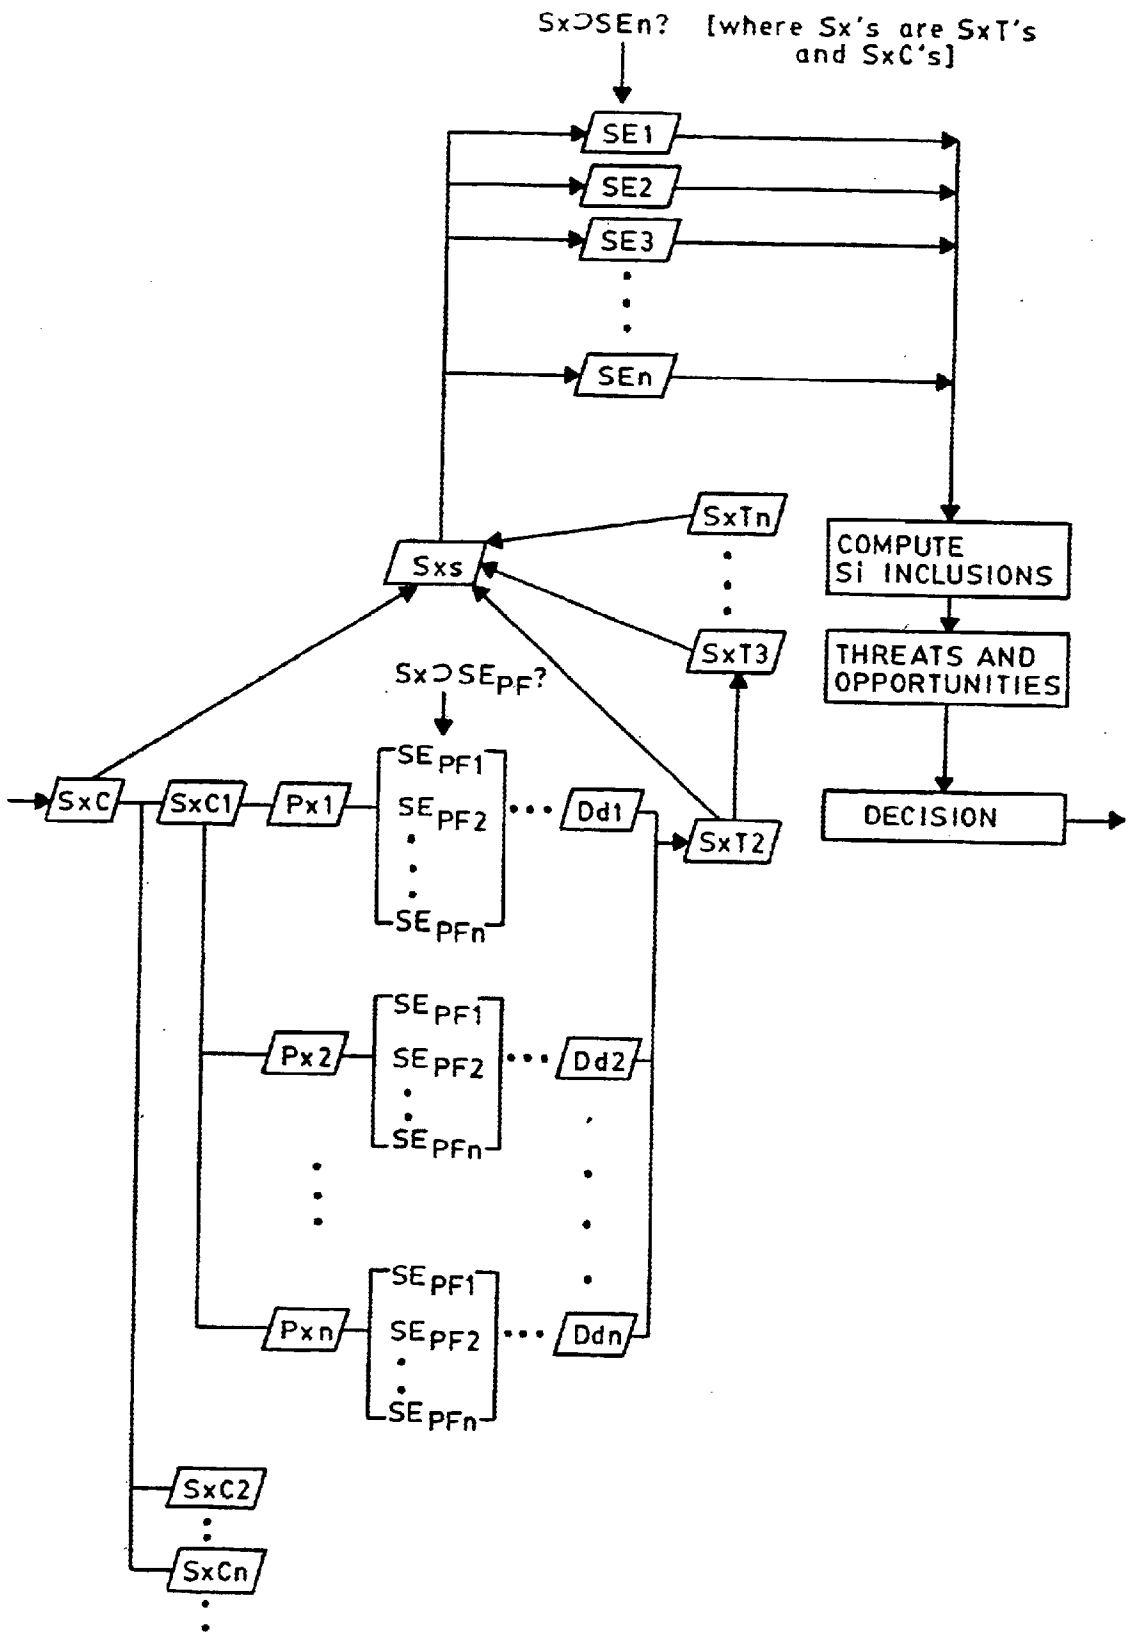 Sx⊃SEn? [where Sx's are SxT's
and SxC's]
SE1
SE2
SE3
SEn
SxTn
Sxs
COMPUTE
Si INCLUSIONS
SxT3
THREATS AND
OPPORTUNITIES
Sx⊃SEPF?
SxC
SxC1
Px1
SEPF1
SEPF2
SEPFn
Dd1
SxT2
DECISION
Px2
SEPF1
SEPF2
SEPFn
Dd2
Pxn
SEPF1
SEPF2
SEPFn
Ddn
SxC2
SxCn